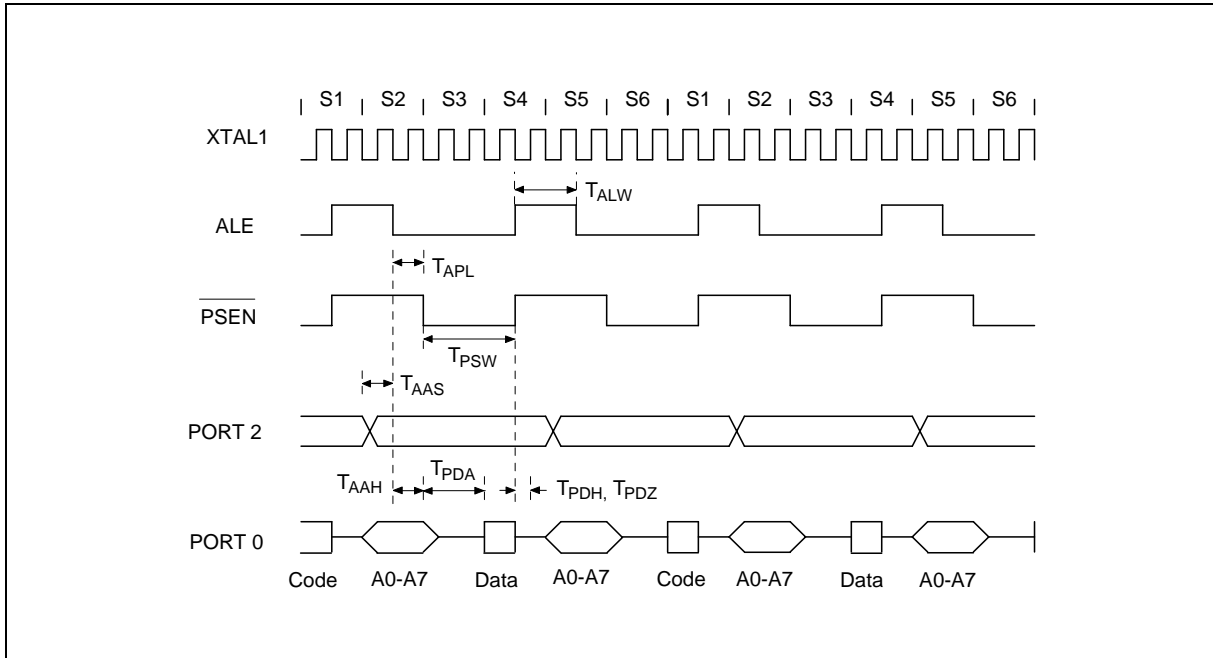 S1 S2 S3 S4 S5 S6 S1 S2 S3 S4 S5 S6
XTAL1
TALW
ALE
TAPL
PSEN
TPSW
TAAS
PORT 2
TAAH TPDA TPDH, TPDZ
PORT 0
Code A0-A7 Data A0-A7 Code A0-A7 Data A0-A7